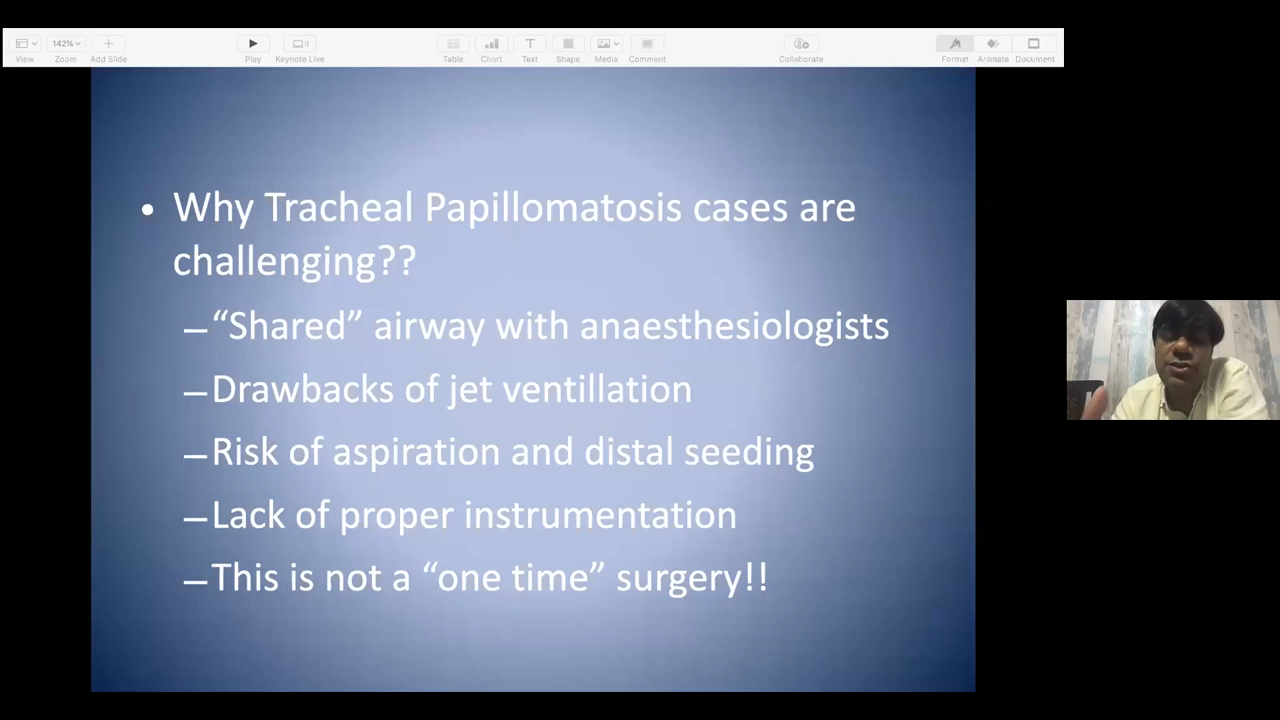 142%
View
Zoom
Add Slide
Play
Keynote Live
Table
Chart
Text
Shape
Media
Comment
Collaborate
Format
Animate
Document
• Why Tracheal Papillomatosis cases are
challenging??
– “Shared” airway with anaesthesiologists
– Drawbacks of jet ventillation
– Risk of aspiration and distal seeding
– Lack of proper instrumentation
– This is not a “one time” surgery!!